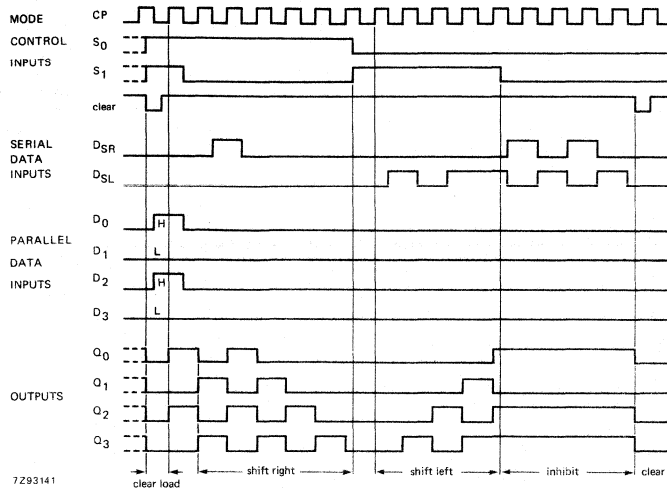 MODE
CONTROL
INPUTS
CP
S0
S1
clear
SERIAL
DATA
INPUTS
DSR
DSL
PARALLEL
DATA
INPUTS
D0 H
D1 L
D2 H
D3 L
OUTPUTS
Q0
Q1
Q2
Q3
clear load
shift right
shift left
inhibit
clear
7Z93141